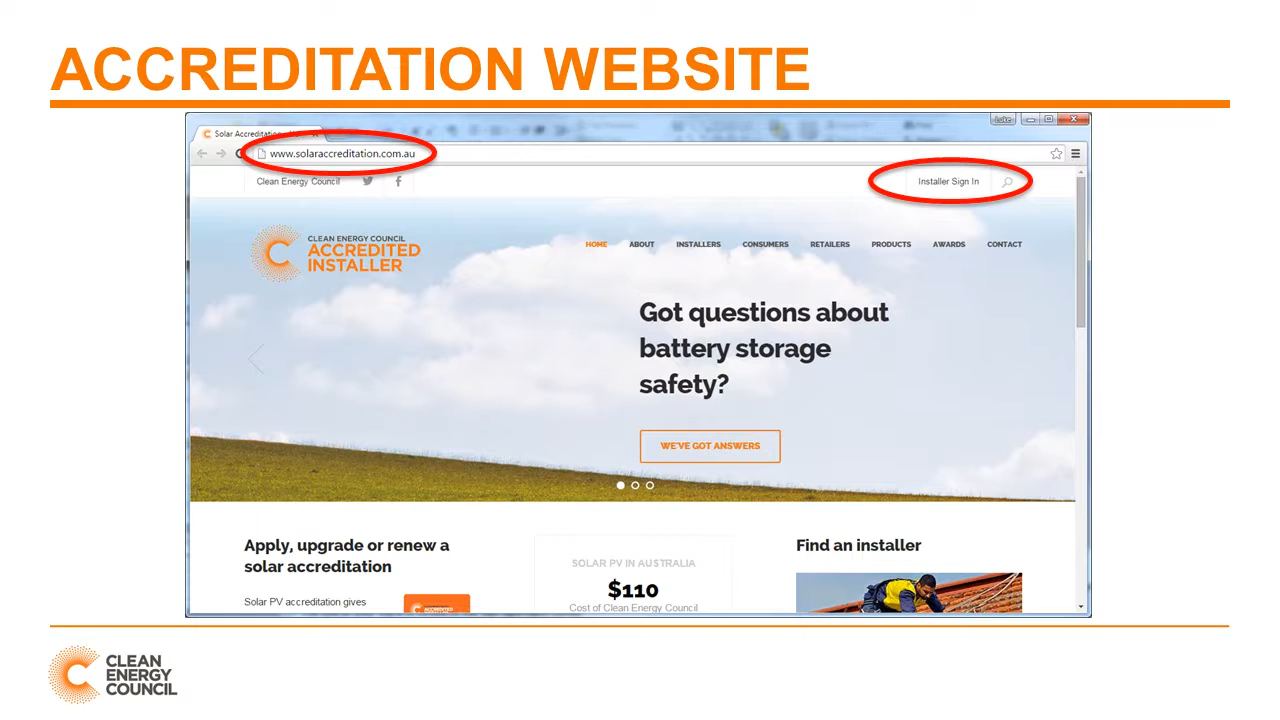 ACCREDITATION WEBSITE
Solar Accreditation
www.solaraccreditation.com.au
Clean Energy Council
Installer Sign In
CLEAN ENERGY COUNCIL
ACCREDITED
INSTALLER
HOME ABOUT INSTALLERS CONSUMERS RETAILERS PRODUCTS AWARDS CONTACT
Got questions about
battery storage
safety?
WE'VE GOT ANSWERS
Apply, upgrade or renew a
solar accreditation
Solar PV accreditation gives
ACCREDITED
SOLAR PV IN AUSTRALIA
$110
Cost of Clean Energy Council
Find an installer
CLEAN
ENERGY
COUNCIL